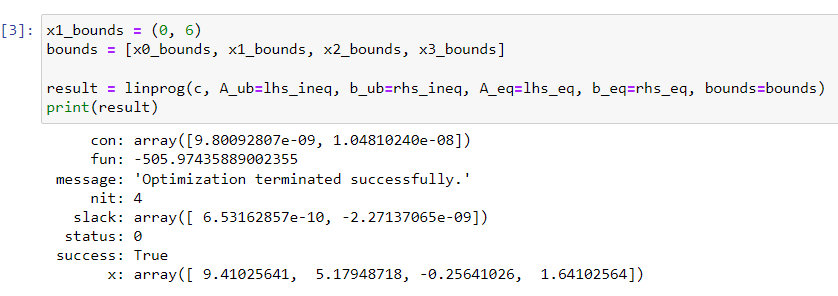 [3]: x1_bounds = (0, 6)
bounds = [x0_bounds, x1_bounds, x2_bounds, x3_bounds]
result = linprog(c, A_ub=lhs_ineq, b_ub=rhs_ineq, A_eq=lhs_eq, b_eq=rhs_eq, bounds=bounds)
print(result)
con: array([9.80092807e-09, 1.04810240e-08])
fun: -505.97435889002355
message: 'Optimization terminated successfully.'
nit: 4
slack: array([ 6.53162857e-10, -2.27137065e-09])
status: 0
success: True
x: array([ 9.41025641,  5.17948718, -0.25641026,  1.64102564])